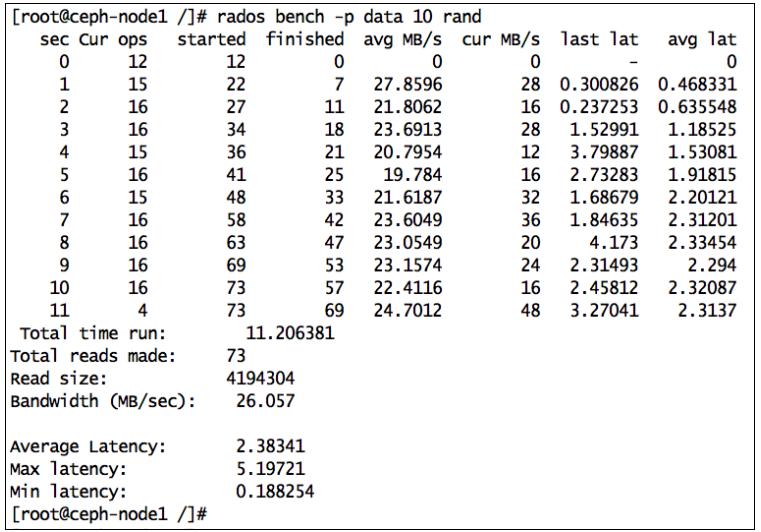 [root@ceph-node1 /]# rados bench -p data 10 rand
sec Cur ops started finished avg MB/s cur MB/s last lat avg lat
0 12 12 0 0 0 - 0
1 15 22 7 27.8596 28 0.300826 0.468331
2 16 27 11 21.8062 16 0.237253 0.635548
3 16 34 18 23.6913 28 1.52991 1.18525
4 15 36 21 20.7954 12 3.79887 1.53081
5 16 41 25 19.784 16 2.73283 1.91815
6 15 48 33 21.6187 32 1.68679 2.20121
7 16 58 42 23.6049 36 1.84635 2.31201
8 16 63 47 23.0549 20 4.173 2.33454
9 16 69 53 23.1574 24 2.31493 2.294
10 16 73 57 22.4116 16 2.45812 2.32087
11 4 73 69 24.7012 48 3.27041 2.3137
Total time run: 11.206381
Total reads made: 73
Read size: 4194304
Bandwidth (MB/sec): 26.057
Average Latency: 2.38341
Max latency: 5.19721
Min latency: 0.188254
[root@ceph-node1 /]#